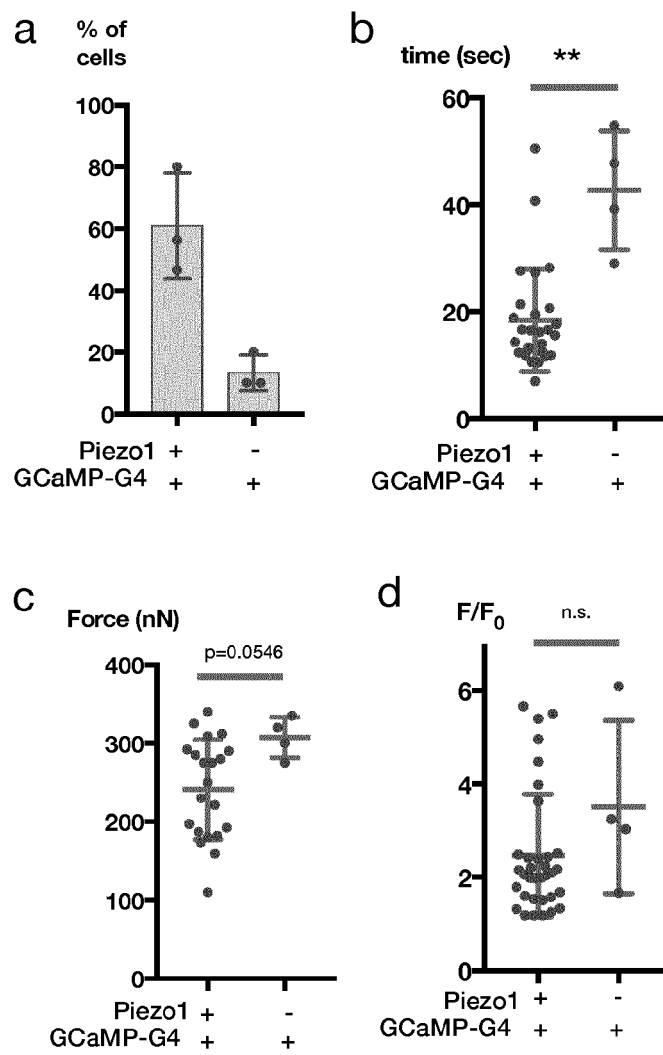 a
% of
cells
100
80
60
40
20
0
Piezo1 + -
GCaMP-G4 + +
b
time (sec) **
60
40
20
0
Piezo1 + -
GCaMP-G4 + +
c
Force (nN)
p=0.0546
400
300
200
100
0
Piezo1 + -
GCaMP-G4 + +
d
F/F₀ n.s.
6
4
2
0
Piezo1 + -
GCaMP-G4 + +